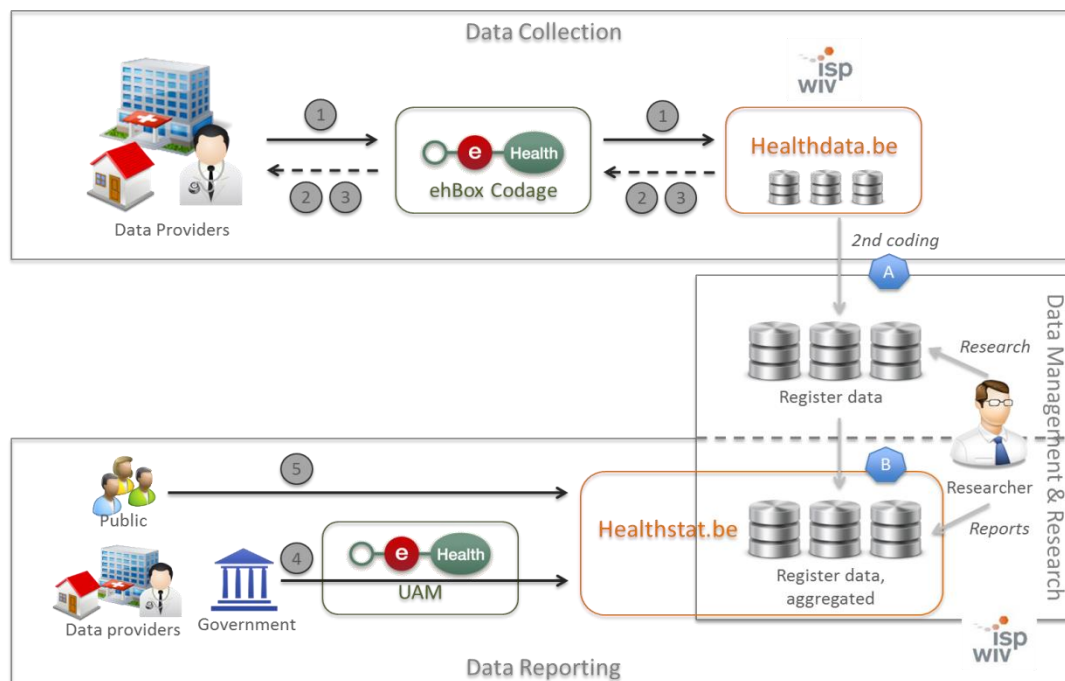 Data Collection
isp
wiv
1
1
e
Health
Healthdata.be
ehBox Codage
2
3
2
3
Data Providers
2nd coding
A
Data Management & Research
Research
Register data
B
5
Public
Researcher
Healthstat.be
Reports
4
e
Health
UAM
Register data,
aggregated
Data providers
Government
isp
wiv
Data Reporting